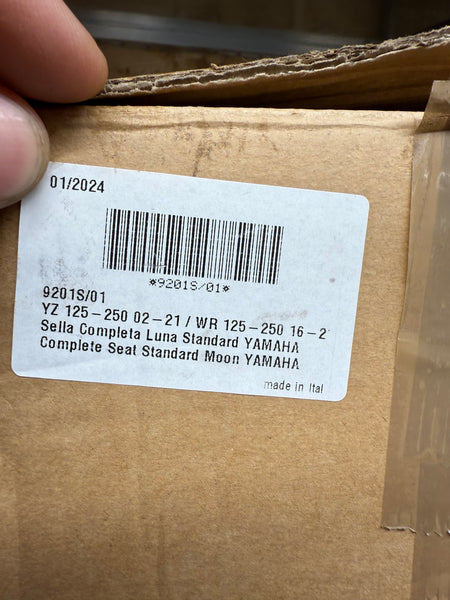 01/2024
*9201S/01*
9201S/01
YZ 125-250 02-21 / WR 125-250 16-2
Sella Completa Luna Standard YAMAHA
Complete Seat Standard Moon YAMAHA
made in Ital